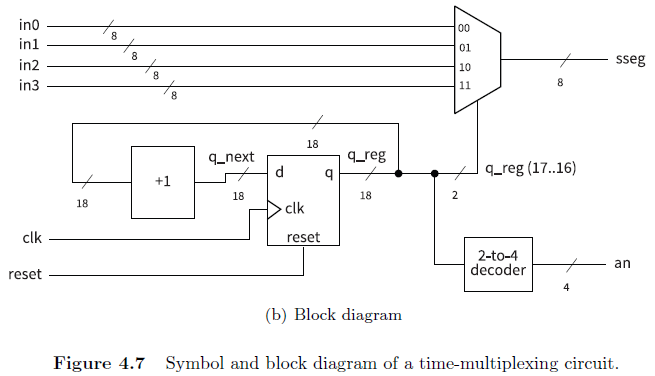 in0
in1
in2
in3
8
8
8
8
00
01
10
11
sseg
8
18
q_next
q_reg
+1
d
q
q_reg (17..16)
18
18
18
2
clk
clk
reset
reset
2-to-4
decoder
an
4
(b) Block diagram
Figure 4.7 Symbol and block diagram of a time-multiplexing circuit.